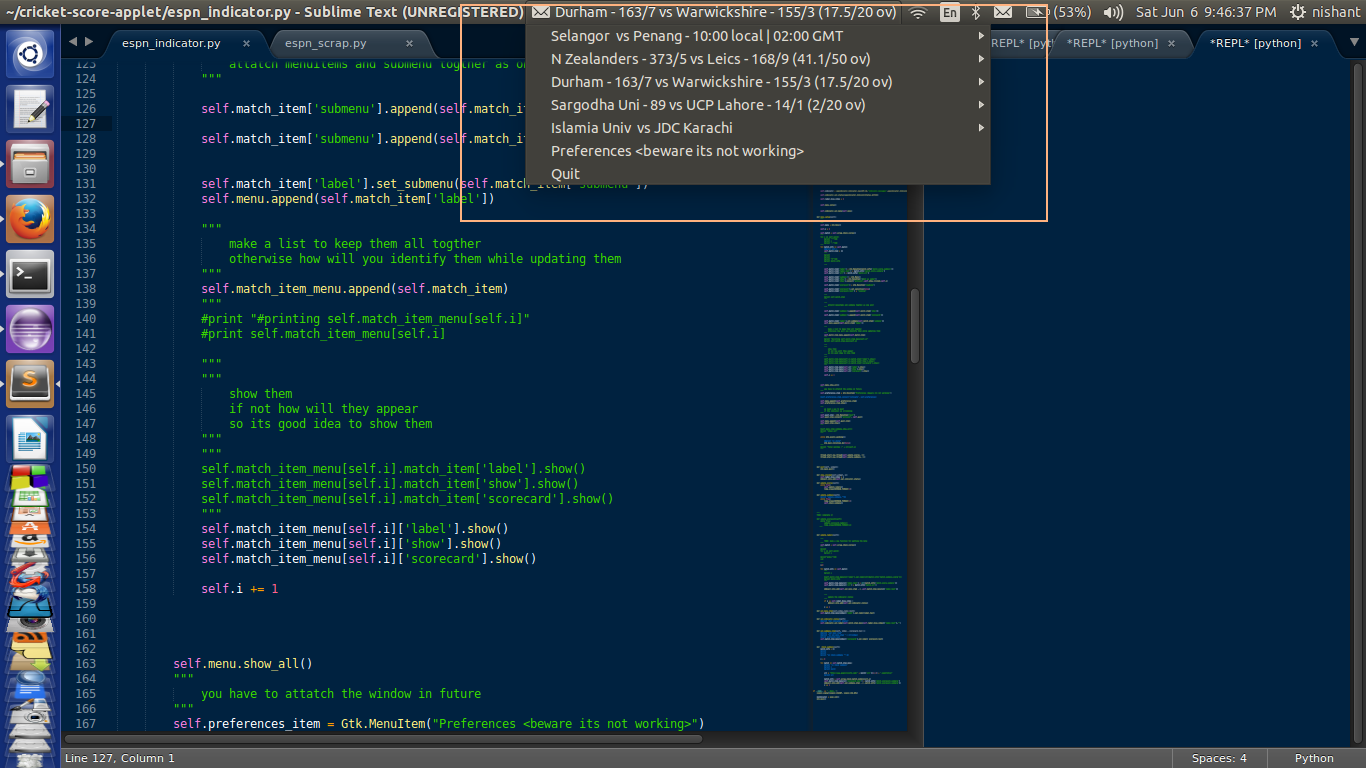 ~/cricket-score-applet/espn_indicator.py - Sublime Text (UNREGISTERED)
Durham - 163/7 vs Warwickshire - 155/3 (17.5/20 ov)
En
(53%)
Sat Jun 6 9:46:37 PM
nishant
Selangor vs Penang - 10:00 local | 02:00 GMT
N Zealanders - 373/5 vs Leics - 168/9 (41.1/50 ov)
Durham - 163/7 vs Warwickshire - 155/3 (17.5/20 ov)
Sargodha Uni - 89 vs UCP Lahore - 14/1 (2/20 ov)
Islamia Univ vs JDC Karachi
Preferences <beware its not working>
Quit
espn_indicator.py
espn_scrap.py
REPL* [pyt
*REPL* [python]
*REPL* [python]
123 attatch menuitems and submenu togther as
124 """
125
126 self.match_item['submenu'].append(self.match_i
127
128 self.match_item['submenu'].append(self.match_i
129
130
131 self.match_item['label'].set_submenu(self.match_item['submenu'])
132 self.menu.append(self.match_item['label'])
133
134 """
135 make a list to keep them all togther
136 otherwise how will you identify them while updating them
137 """
138 self.match_item_menu.append(self.match_item)
139 """
140 #print "#printing self.match_item_menu[self.i]"
141 #print self.match_item_menu[self.i]
142
143 """
144 """
145 show them
146 if not how will they appear
147 so its good idea to show them
148 """
149 """
150 self.match_item_menu[self.i].match_item['label'].show()
151 self.match_item_menu[self.i].match_item['show'].show()
152 self.match_item_menu[self.i].match_item['scorecard'].show()
153 """
154 self.match_item_menu[self.i]['label'].show()
155 self.match_item_menu[self.i]['show'].show()
156 self.match_item_menu[self.i]['scorecard'].show()
157
158 self.i += 1
159
160
161
162
163 self.menu.show_all()
164 """
165 you have to attatch the window in future
166 """
167 self.preferences_item = Gtk.MenuItem("Preferences <beware its not working>")
Line 127, Column 1
Spaces: 4
Python